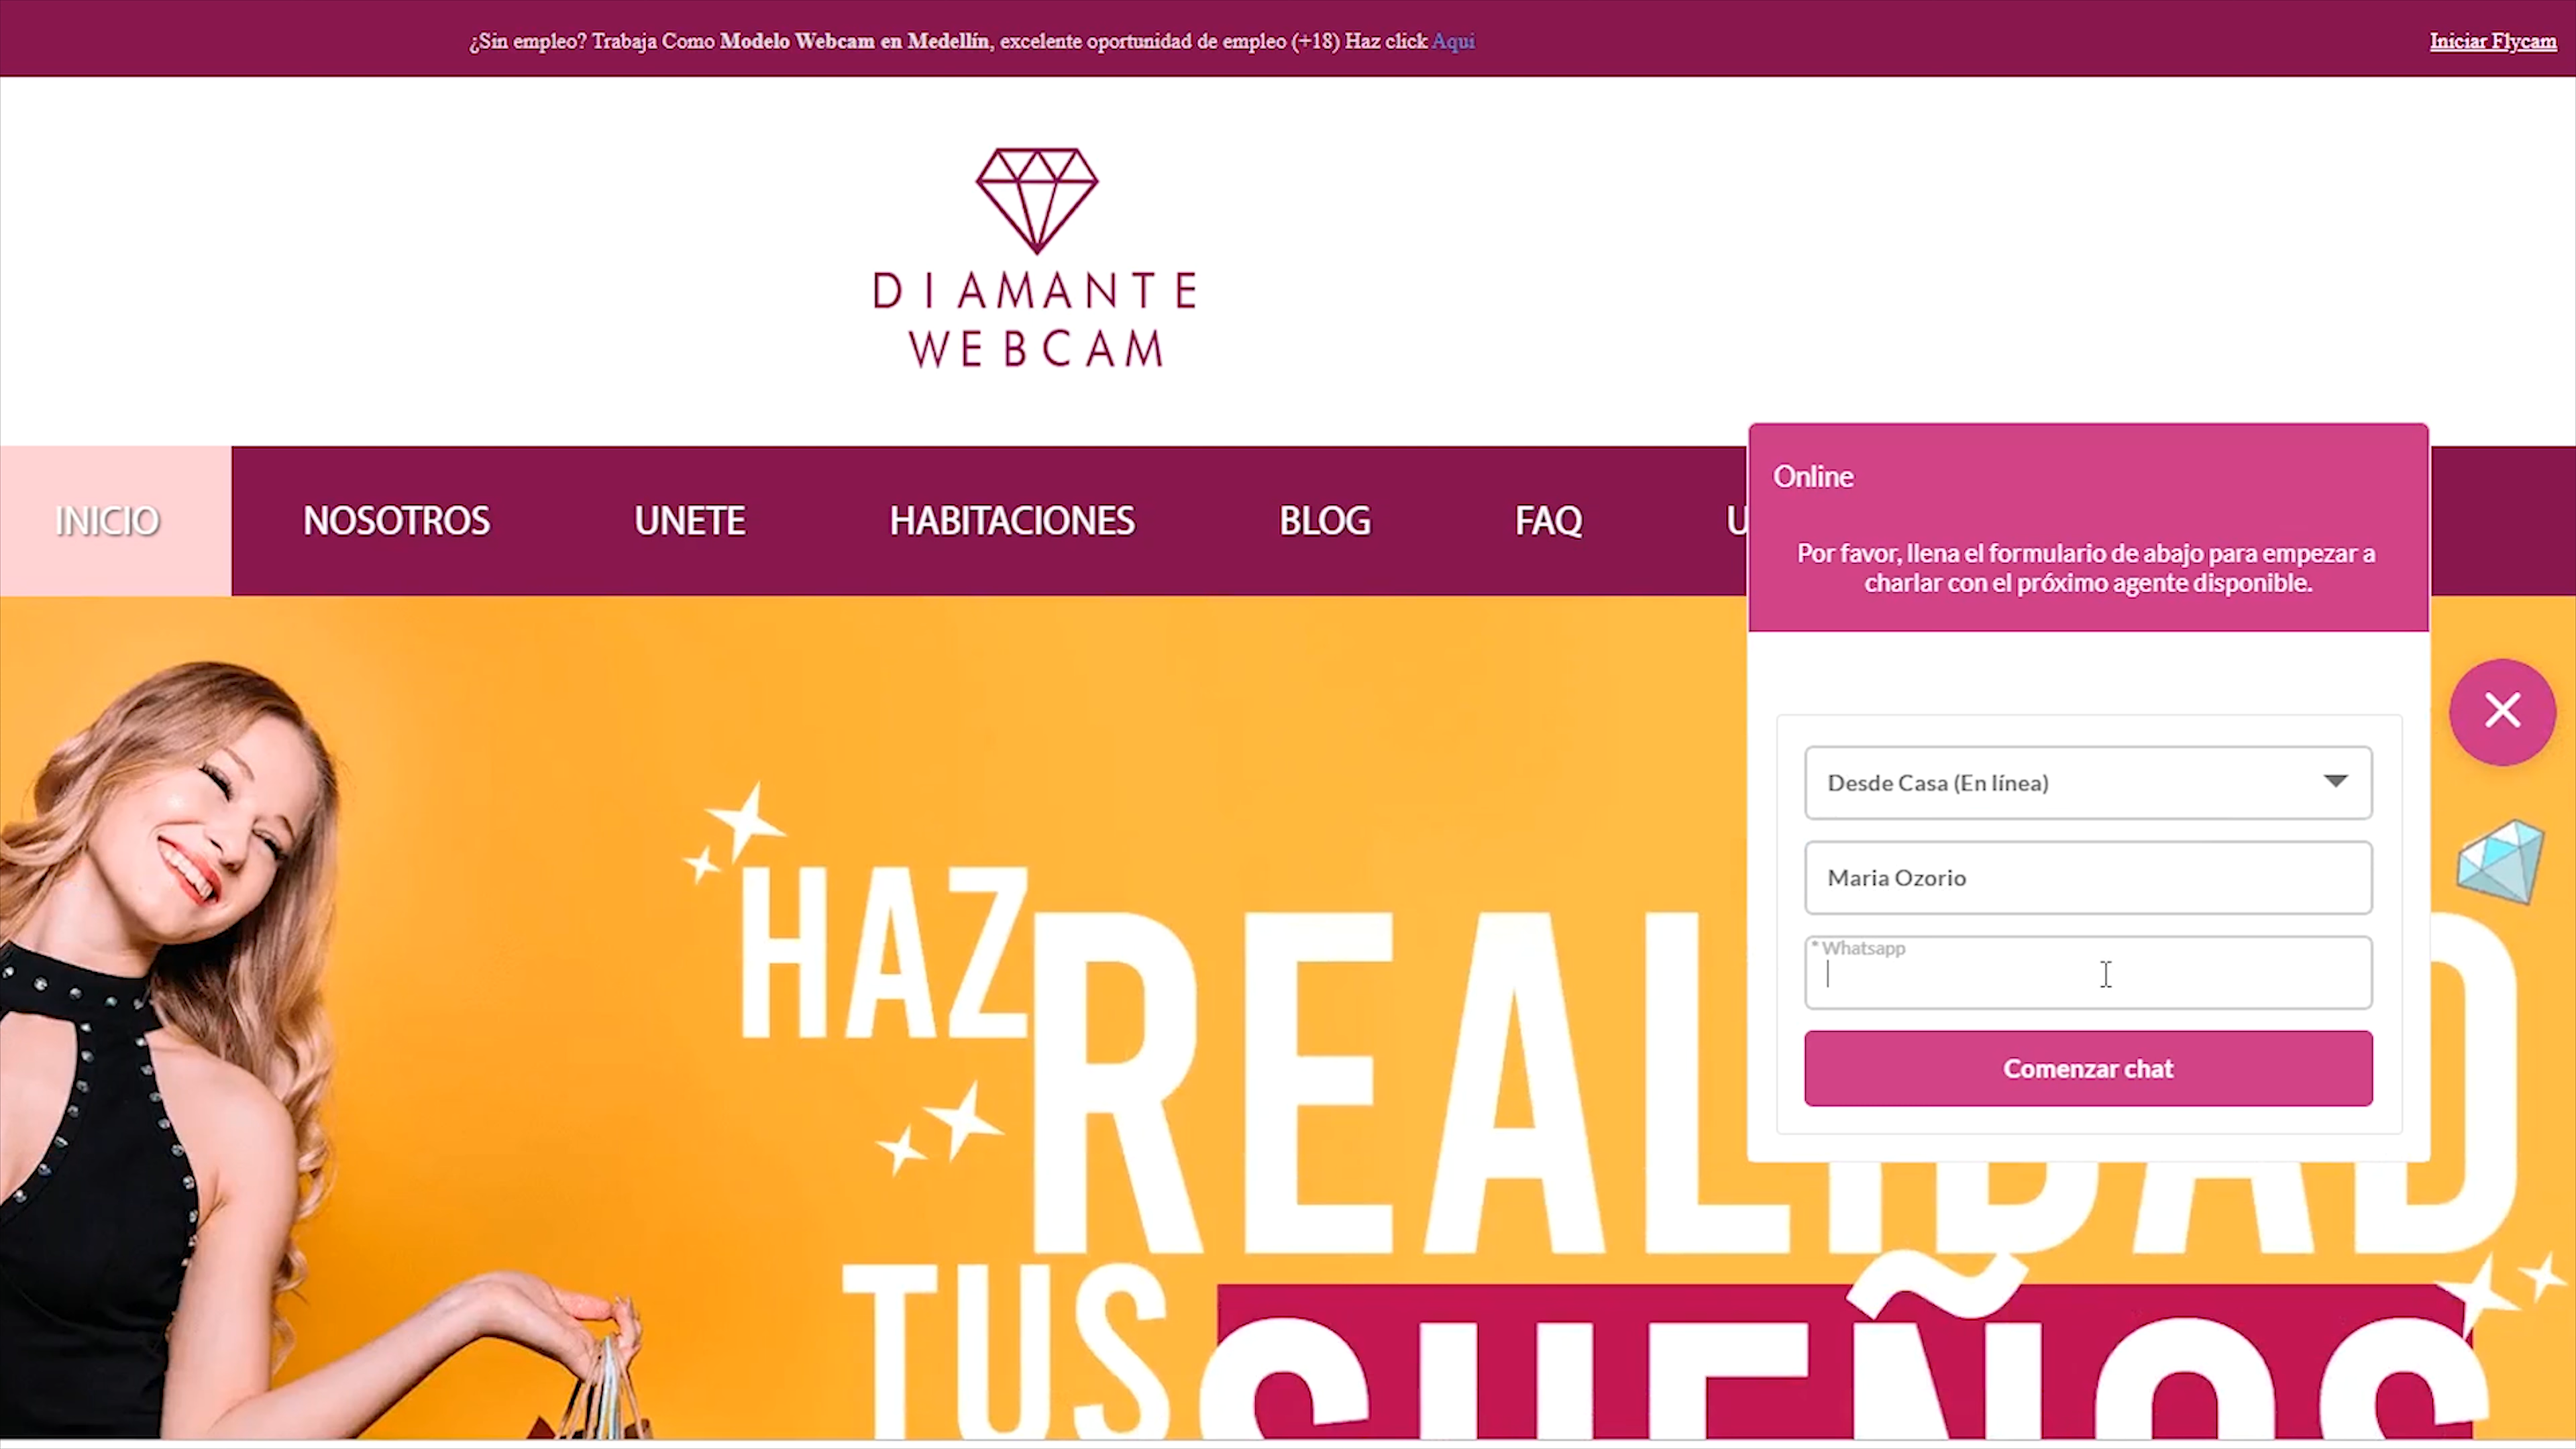 ¿Sin empleo? Trabaja Como Modelo Webcam en Medellín, excelente oportunidad de empleo (+18) Haz click Aqui
Iniciar Flycam
DIAMANTE
WEBCAM
INICIO
NOSOTROS
UNETE
HABITACIONES
BLOG
FAQ
U
Online
Por favor, llena el formulario de abajo para empezar a
charlar con el próximo agente disponible.
Desde Casa (En línea)
Maria Ozorio
* Whatsapp
Comenzar chat
HAZ
REALIDAD
TUS
SUEÑOS